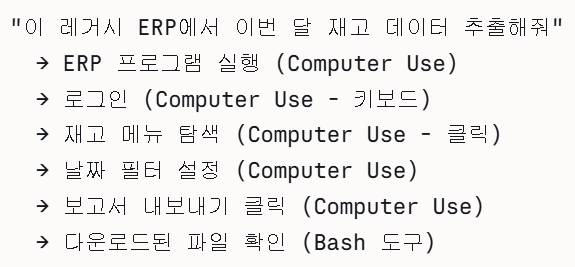 "이 레거시 ERP에서 이번 달 재고 데이터 추출해줘"
→ ERP 프로그램 실행 (Computer Use)
→ 로그인 (Computer Use - 키보드)
→ 재고 메뉴 탐색 (Computer Use - 클릭)
→ 날짜 필터 설정 (Computer Use)
→ 보고서 내보내기 클릭 (Computer Use)
→ 다운로드된 파일 확인 (Bash 도구)